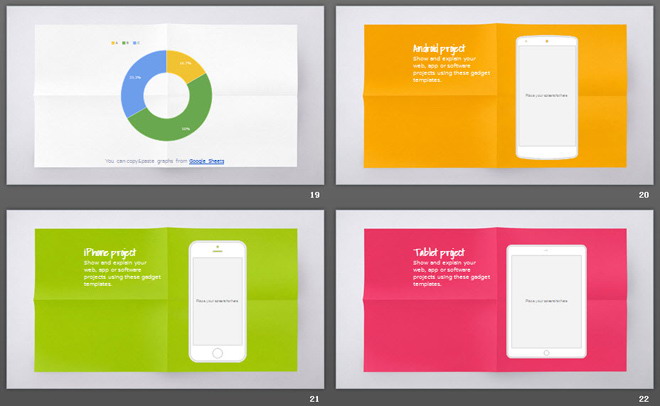 You can copy&paste graphs from Google Sheets
19
Android project
Show and explain your
web, app or software
projects using these gadget
templates.
Place your screenshot here
20
iPhone project
Show and explain your
web, app or software
projects using these gadget
templates.
Place your screenshot here
21
Tablet project
Show and explain your
web, app or software
projects using these gadget
templates.
Place your screenshot here
22